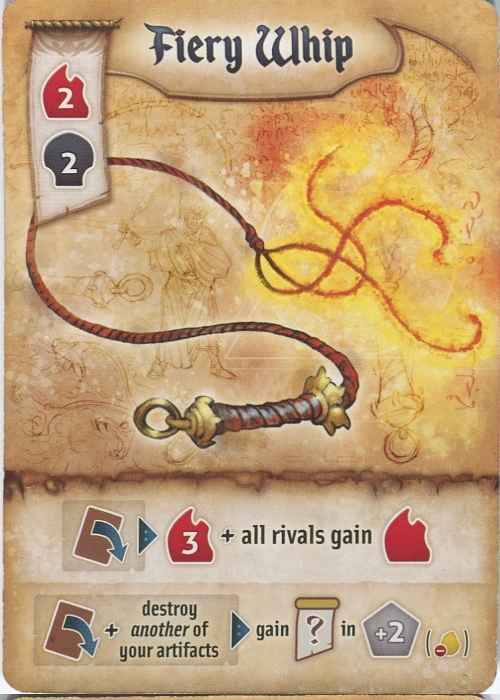 Fiery Whip
2
2
3 + all rivals gain
+ destroy
another of
your artifacts
gain ? in +2 (-)